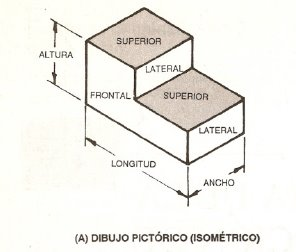 SUPERIOR
ALTURA
LATERAL
FRONTAL
SUPERIOR
LATERAL
LONGITUD
ANCHO
(A) DIBUJO PICTÓRICO (ISOMÉTRICO)